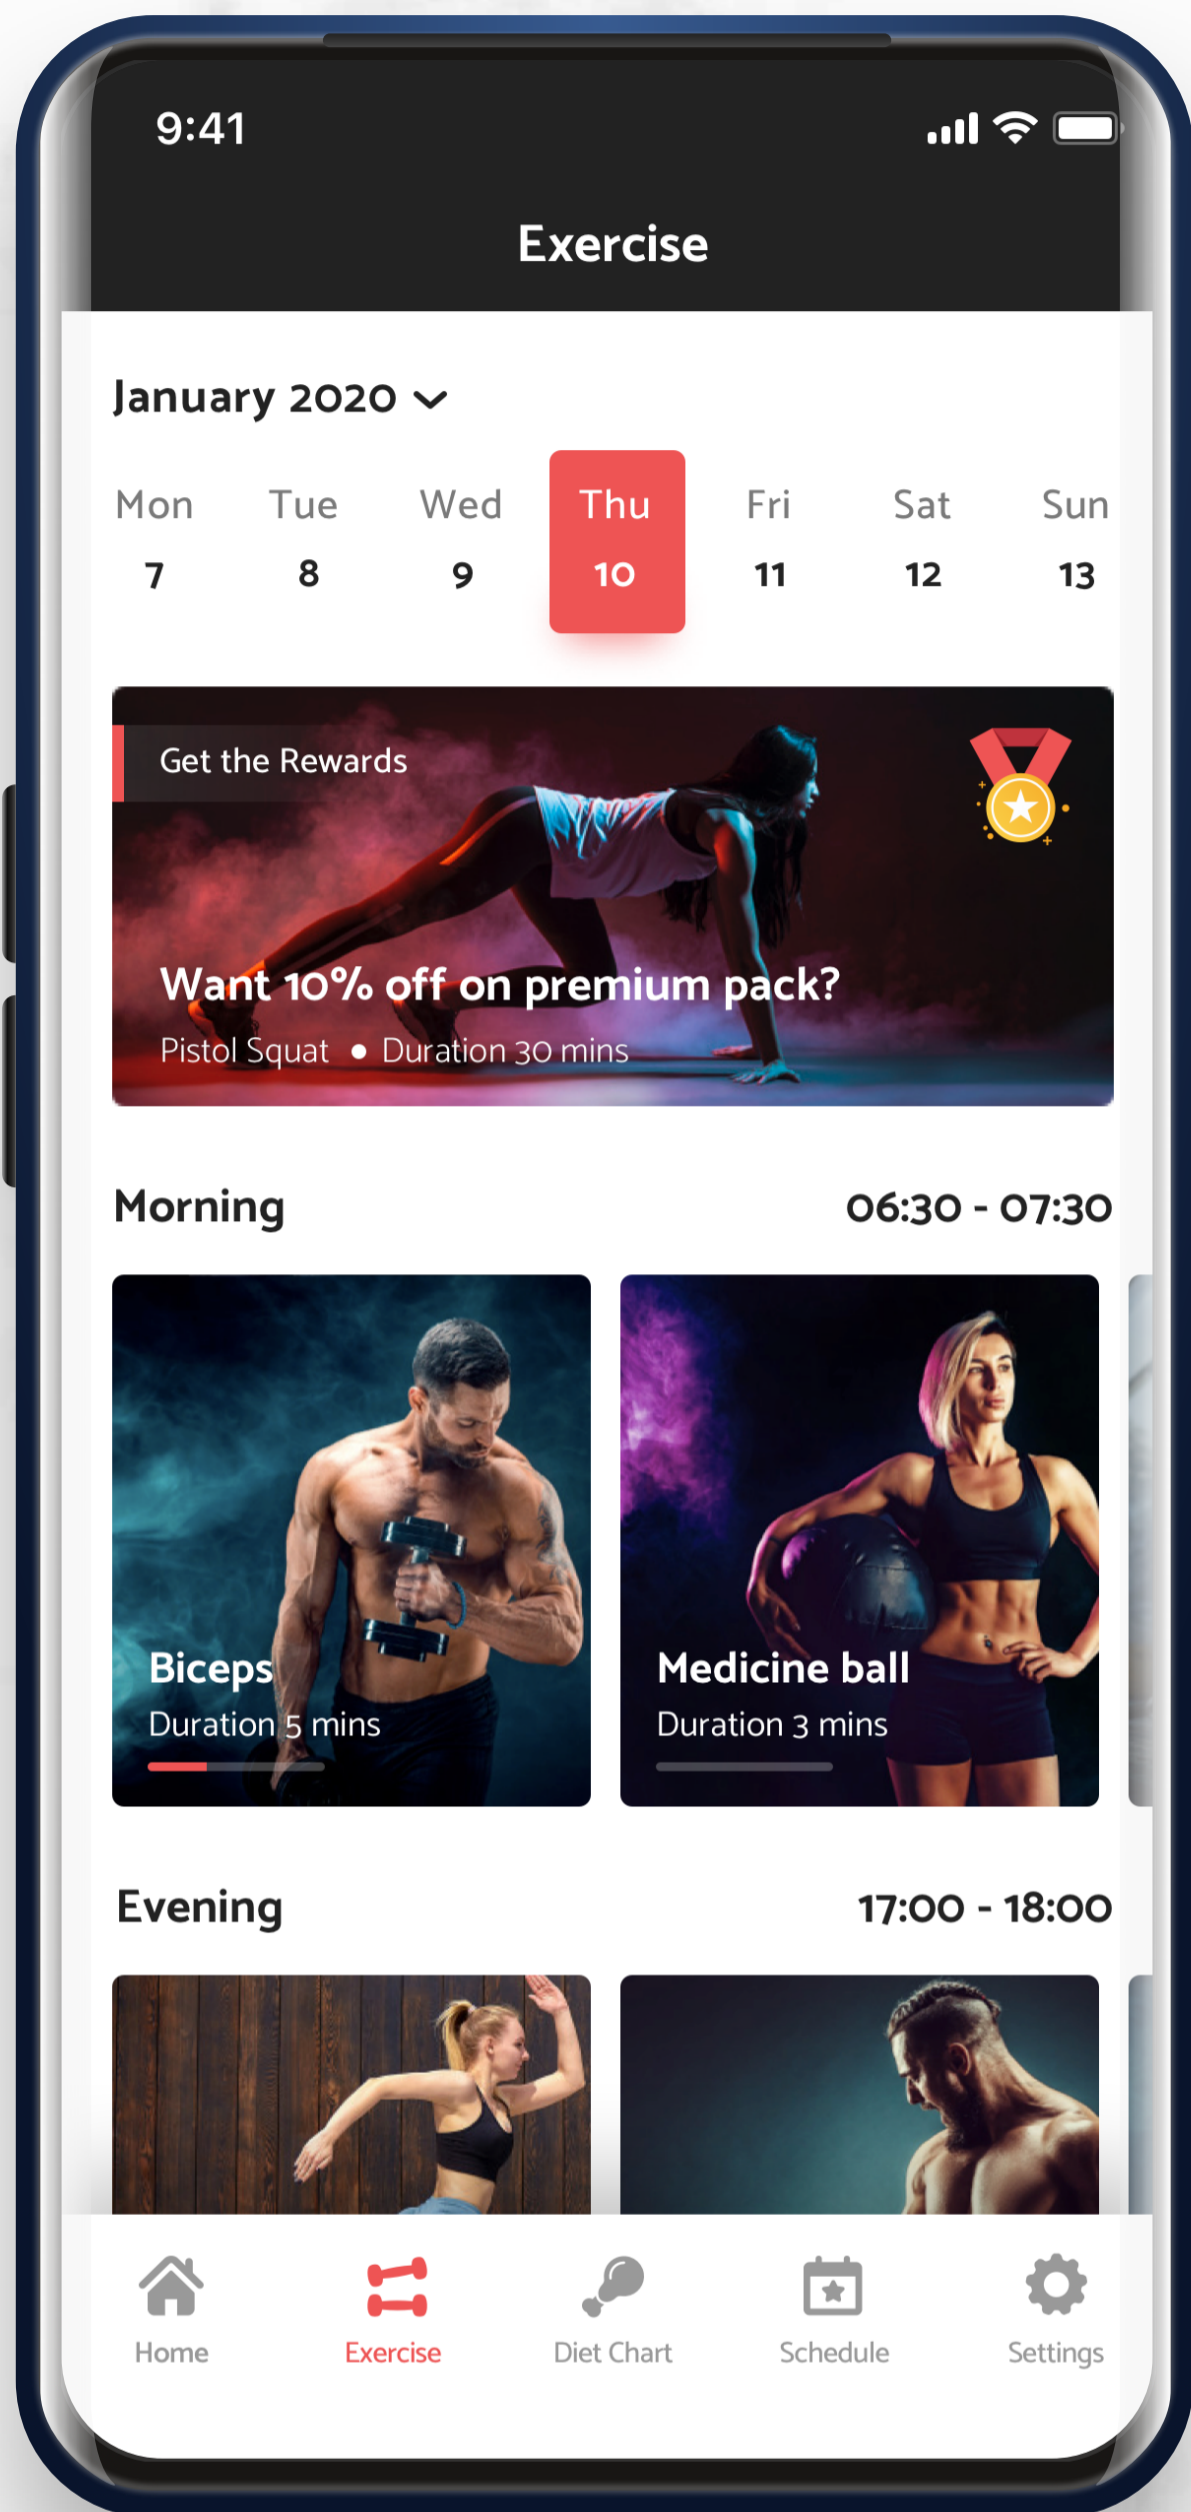 9:41
Exercise
January 2020
Mon Tue Wed Thu Fri Sat Sun
7 8 9 10 11 12 13
Get the Rewards
Want 10% off on premium pack?
Pistol Squat ● Duration 30 mins
Morning 06:30 - 07:30
Biceps
Duration 5 mins
Medicine ball
Duration 3 mins
Evening 17:00 - 18:00
Home Exercise Diet Chart Schedule Settings